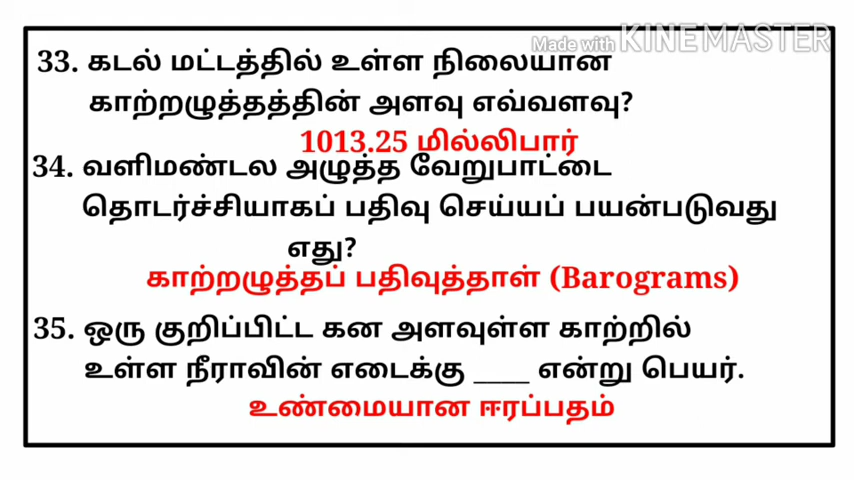 Made with KINEMASTER
33. கடல் மட்டத்தில் உள்ள நிலையான
காற்றழுத்தத்தின் அளவு எவ்வளவு?
1013.25 மில்லிபார்
34. வளிமண்டல அழுத்த வேறுபாட்டை
தொடர்ச்சியாகப் பதிவு செய்யப் பயன்படுவது
எது?
காற்றழுத்தப் பதிவுத்தாள் (Barograms)
35. ஒரு குறிப்பிட்ட கன அளவுள்ள காற்றில்
உள்ள நீராவின் எடைக்கு ____ என்று பெயர்.
உண்மையான ஈரப்பதம்